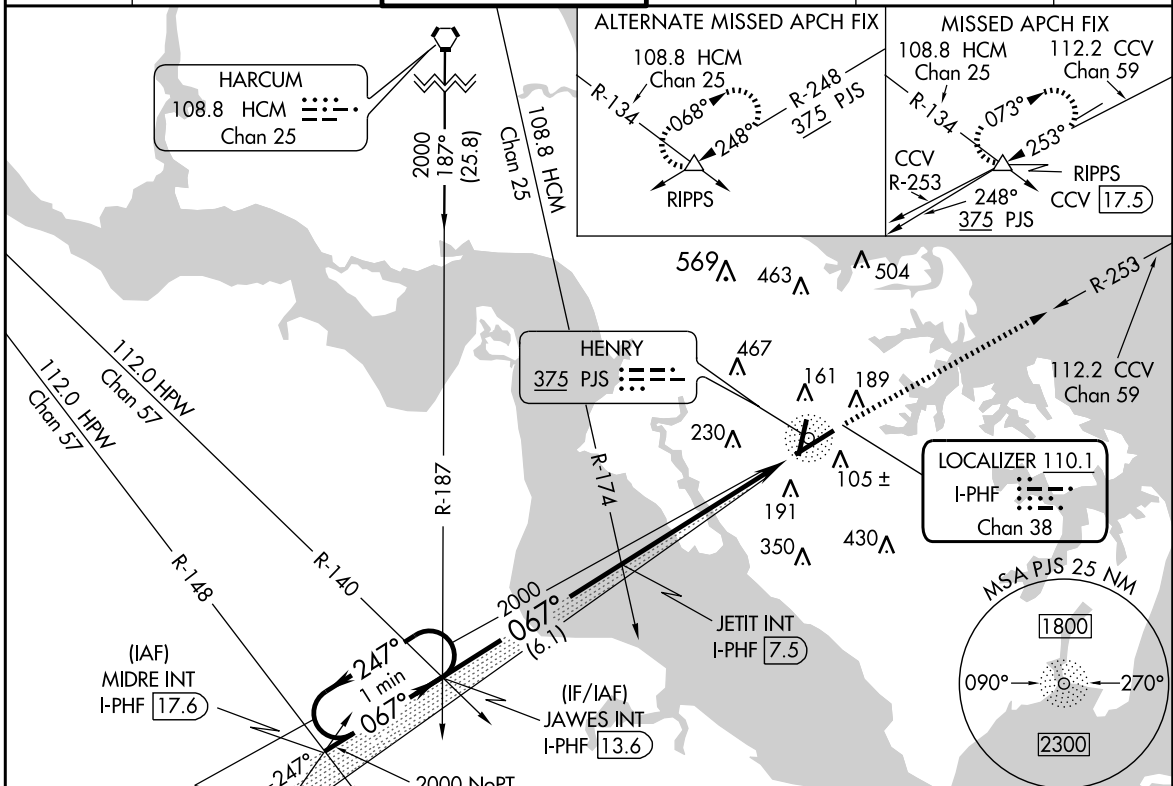 ALTERNATE MISSED APCH FIX
108.8 HCM
Chan 25
R-134
068°
248°
R-248
375 PJS
RIPPS
MISSED APCH FIX
108.8 HCM
Chan 25
112.2 CCV
Chan 59
R-134
073°
253°
CCV
R-253
248°
375 PJS
RIPPS
CCV 17.5
HARCUM
108.8 HCM
Chan 25
2000
187°
(25.8)
108.8 HCM
Chan 25
569
463
504
R-253
112.2 CCV
Chan 59
HENRY
375 PJS
467
161
189
230
105 ±
191
350
430
LOCALIZER 110.1
I-PHF
Chan 38
112.0 HPW
Chan 57
112.0 HPW
Chan 57
R-187
R-174
R-148
R-140
2000
067°
(6.1)
247°
1 min
067°
JETIT INT
I-PHF 7.5
(IAF)
MIDRE INT
I-PHF 17.6
(IF/IAF)
JAWES INT
I-PHF 13.6
247°
2000 NoPT
MSA PJS 25 NM
1800
090°
270°
2300